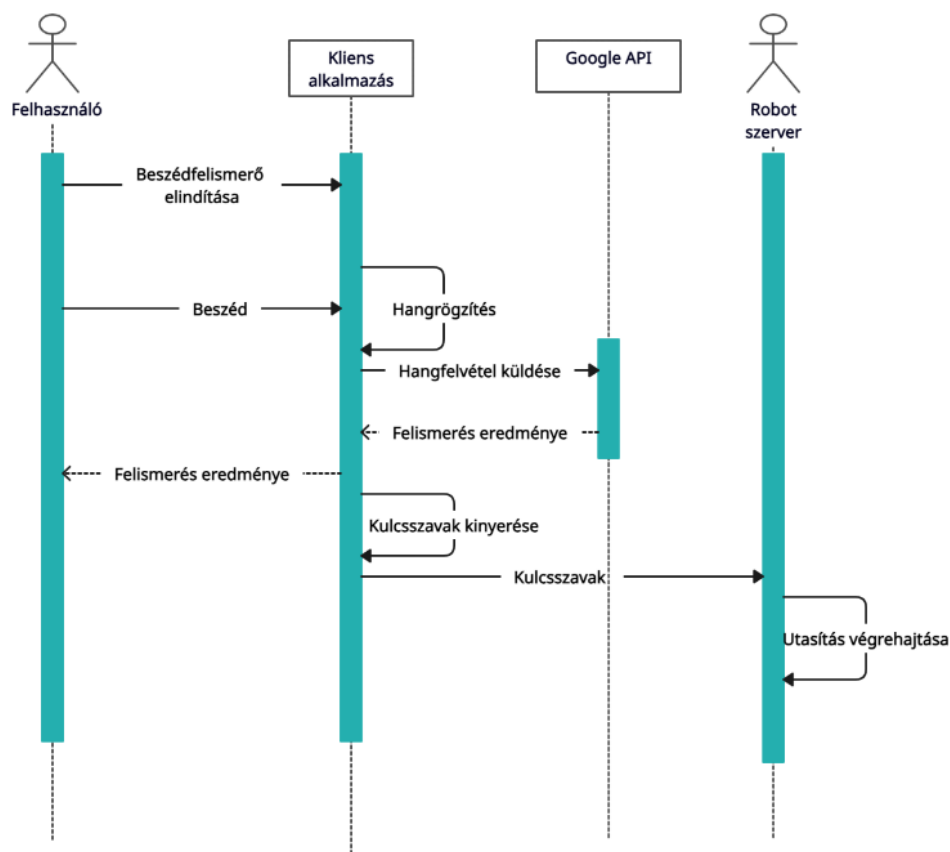 Felhasználó
Kliens
alkalmazás
Google API
Robot
szerver
Beszédfelismerő
elindítása
Beszéd
Hangrögzítés
Hangfelvétel küldése
Felismerés eredménye
Felismerés eredménye
Kulcsszavak kinyerése
Kulcsszavak
Utasítás végrehajtása